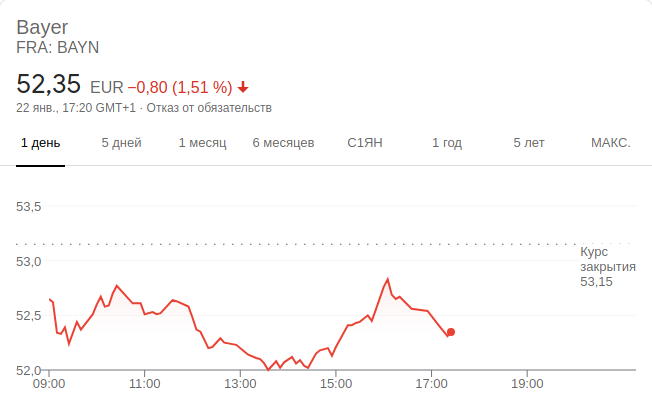 Bayer
FRA: BAYN
52,35 EUR −0,80 (1,51 %)
22 янв., 17:20 GMT+1 · Отказ от обязательств
1 день 5 дней 1 месяц 6 месяцев С1ЯН 1 год 5 лет МАКС.
53,5
53,0
52,5
52,0
Курс
закрытия
53,15
09:00 11:00 13:00 15:00 17:00 19:00